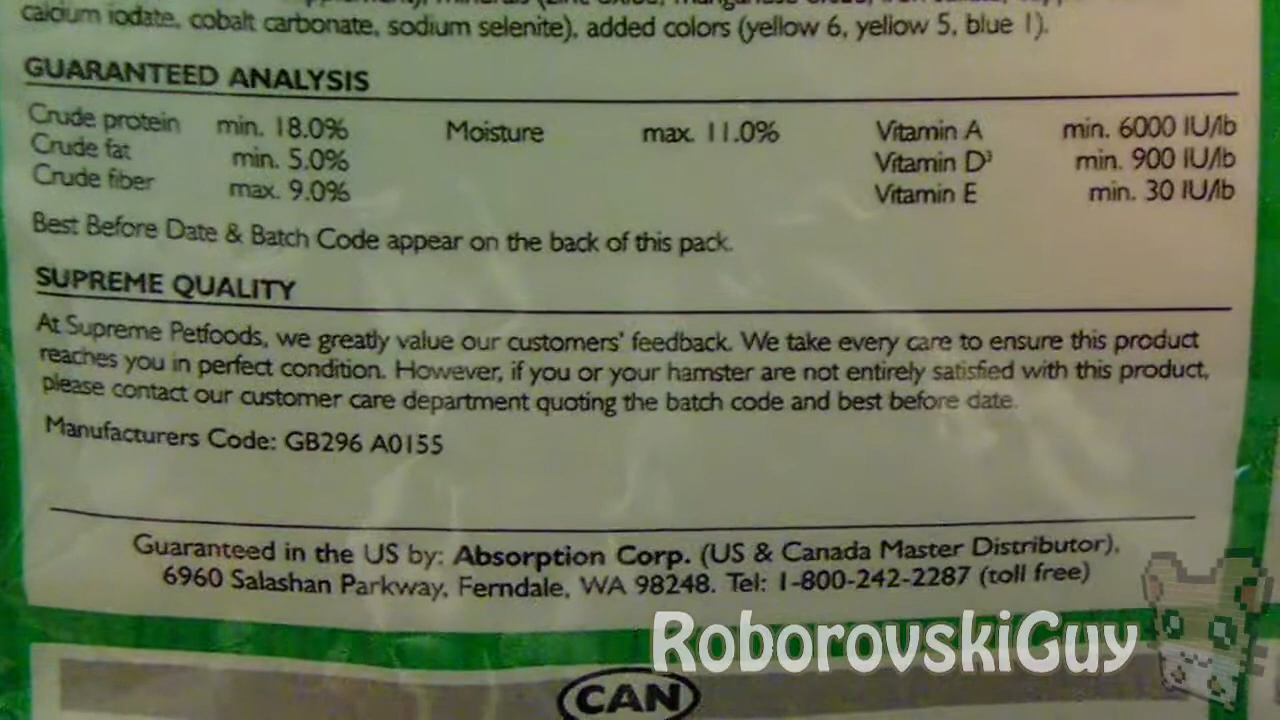 calcium iodate, cobalt carbonate, sodium selenite), added colors (yellow 6, yellow 5, blue 1).
GUARANTEED ANALYSIS
Crude protein min. 18.0% Moisture max. 11.0% Vitamin A min. 6000 IU/lb
Crude fat min. 5.0% Vitamin D³ min. 900 IU/lb
Crude fiber max. 9.0% Vitamin E min. 30 IU/lb
Best Before Date & Batch Code appear on the back of this pack.
SUPREME QUALITY
At Supreme Petfoods, we greatly value our customers' feedback. We take every care to ensure this product
reaches you in perfect condition. However, if you or your hamster are not entirely satisfied with this product,
please contact our customer care department quoting the batch code and best before date.
Manufacturers Code: GB296 A0155
Guaranteed in the US by: Absorption Corp. (US & Canada Master Distributor),
6960 Salashan Parkway, Ferndale, WA 98248. Tel: 1-800-242-2287 (toll free)
RoborovskiGuy
CAN